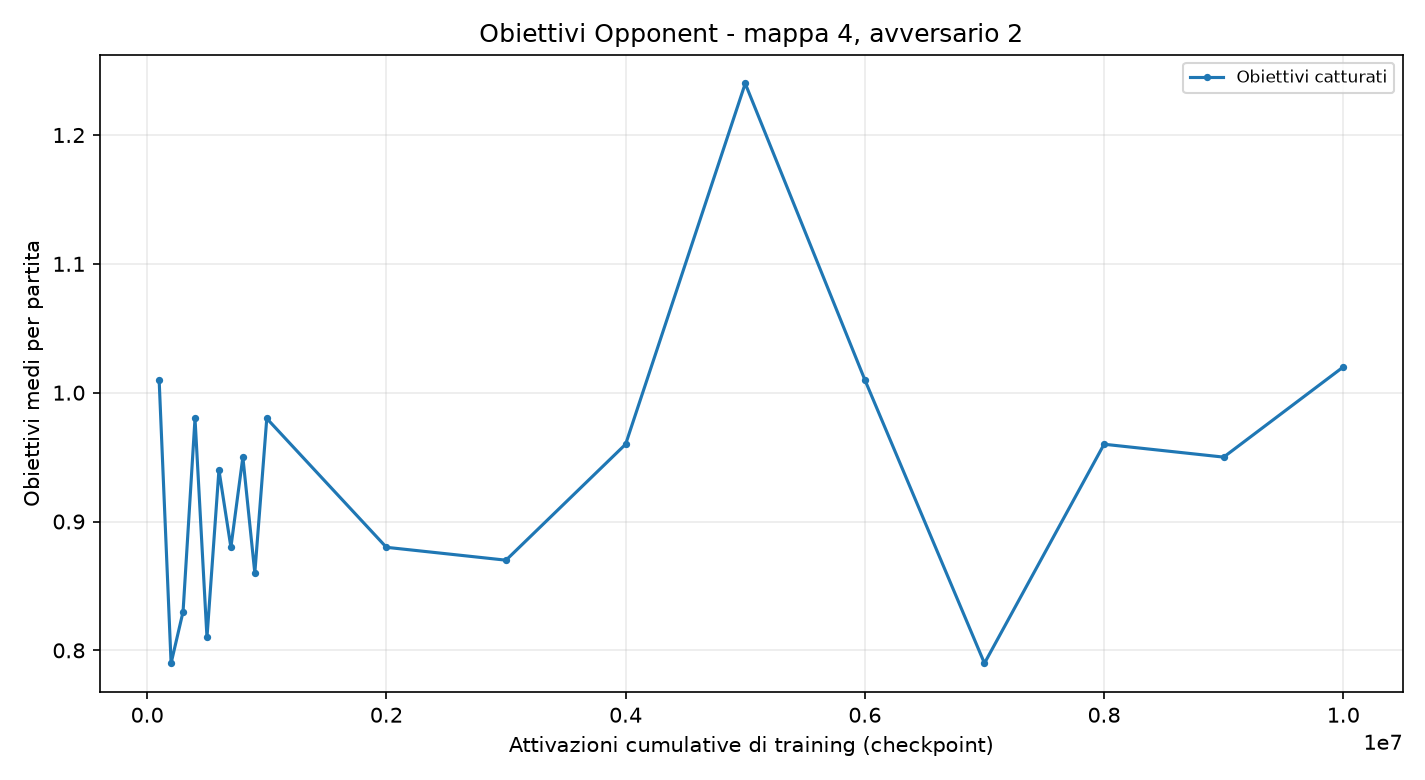 Obiettivi Opponent - mappa 4, avversario 2
Obiettivi catturati
Obiettivi medi per partita
1.2
1.1
1.0
0.9
0.8
0.0 0.2 0.4 0.6 0.8 1.0
1e7
Attivazioni cumulative di training (checkpoint)